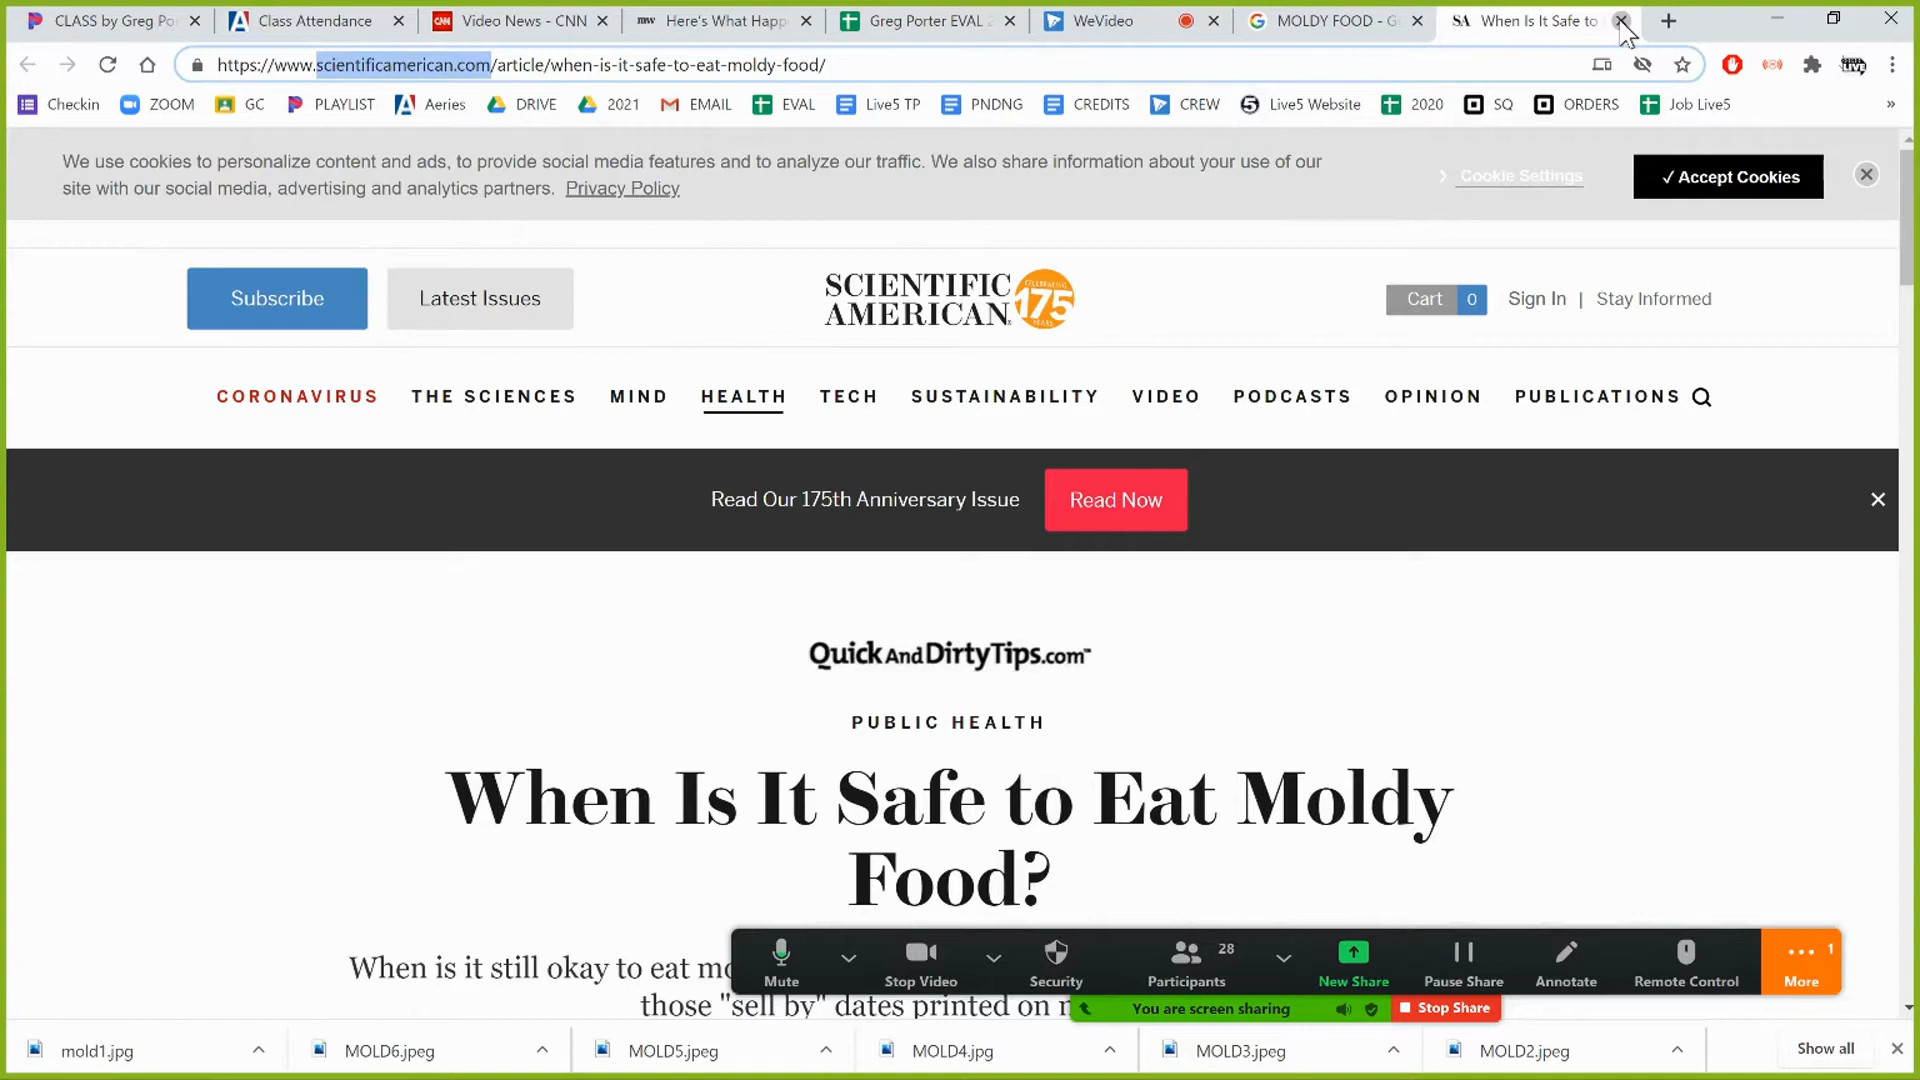 CLASS by Greg Po
Class Attendance
CNN Video News - CNN
mw Here's What Happ
Greg Porter EVAL 2
WeVideo
MOLDY FOOD - G
SA When Is It Safe to
https://www.scientificamerican.com/article/when-is-it-safe-to-eat-moldy-food/
Checkin ZOOM GC PLAYLIST Aeries DRIVE 2021 EMAIL EVAL Live5 TP PNDNG CREDITS CREW Live5 Website 2020 SQ ORDERS Job Live5 »
We use cookies to personalize content and ads, to provide social media features and to analyze our traffic. We also share information about your use of our
site with our social media, advertising and analytics partners. Privacy Policy
Cookie Settings
✓ Accept Cookies
Subscribe
Latest Issues
SCIENTIFIC
AMERICAN
CELEBRATING
175
YEARS
Cart 0
Sign In | Stay Informed
CORONAVIRUS THE SCIENCES MIND HEALTH TECH SUSTAINABILITY VIDEO PODCASTS OPINION PUBLICATIONS
Read Our 175th Anniversary Issue
Read Now
QuickAndDirtyTips.com™
PUBLIC HEALTH
When Is It Safe to Eat Moldy
Food?
When is it still okay to eat mo
those "sell by" dates printed on
Mute
Stop Video
Security
Participants 28
New Share
Pause Share
Annotate
Remote Control
More 1
You are screen sharing
Stop Share
mold1.jpg
MOLD6.jpeg
MOLD5.jpeg
MOLD4.jpg
MOLD3.jpeg
MOLD2.jpeg
Show all